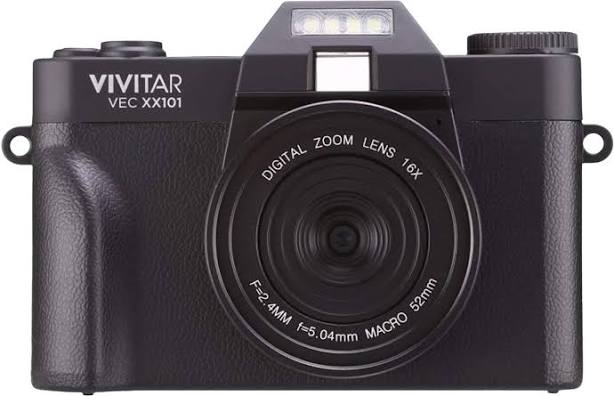 VIVITAR
VEC XX101
DIGITAL ZOOM LENS 16X
F=2.4MM f=5.04mm MACRO 52mm